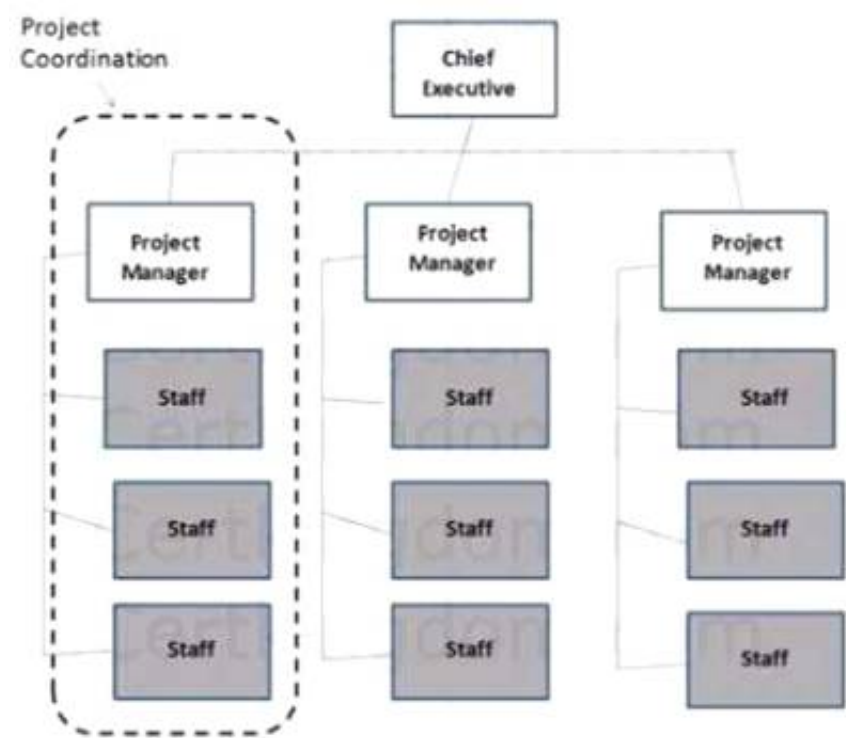 Project
Coordination
Chief
Executive
Project
Manager
Project
Manager
Project
Manager
Staff
Staff
Staff
Staff
Staff
Staff
Staff
Staff
Staff